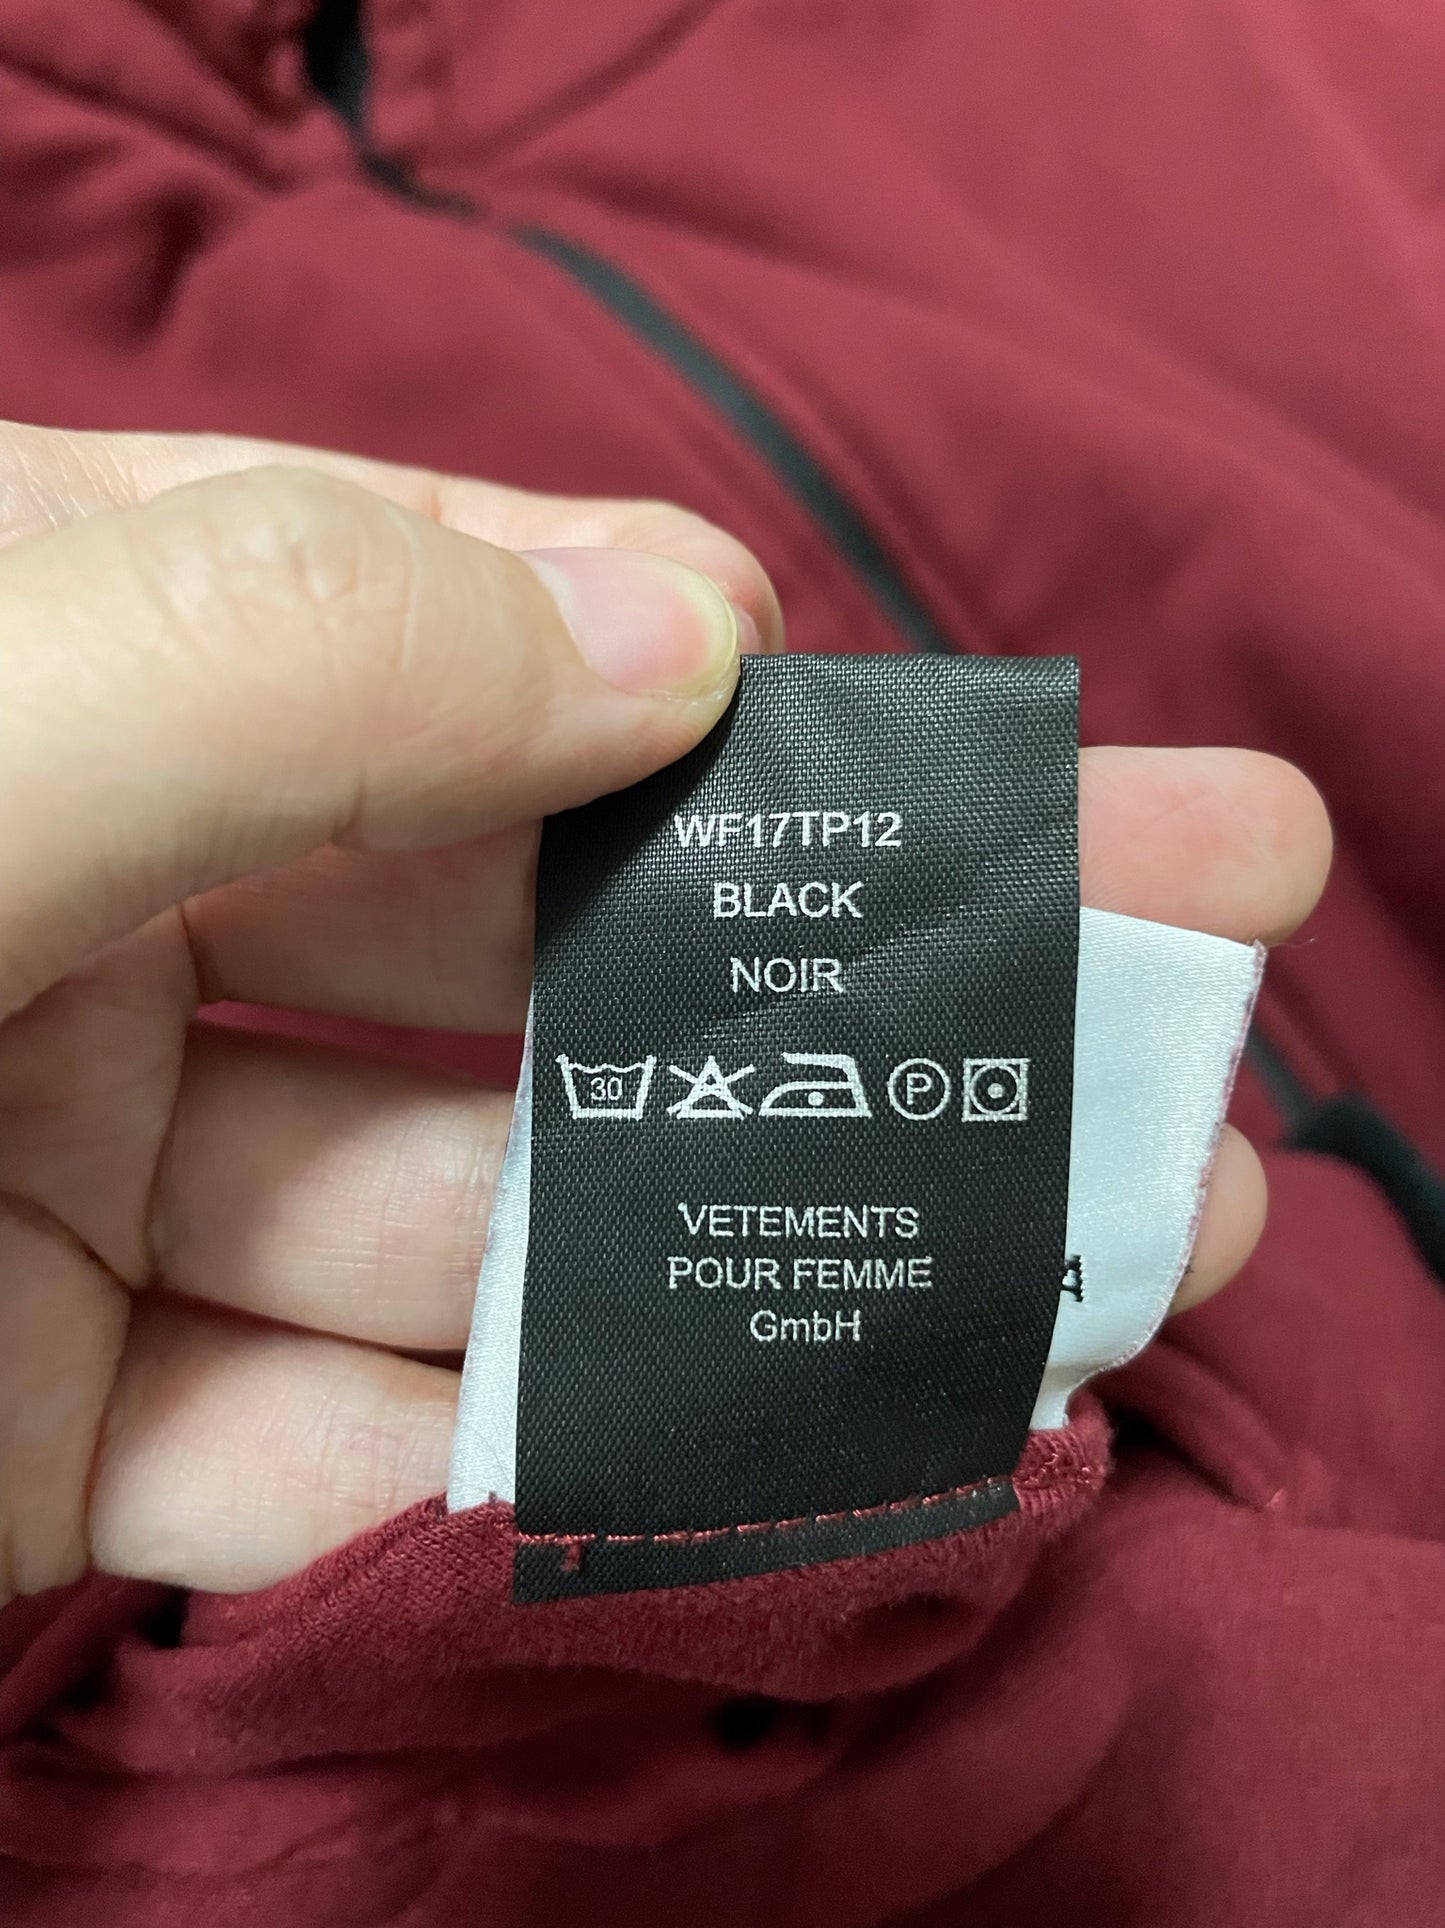 WF17TP12
BLACK
NOIR
30
P
VETEMENTS
POUR FEMME
GmbH